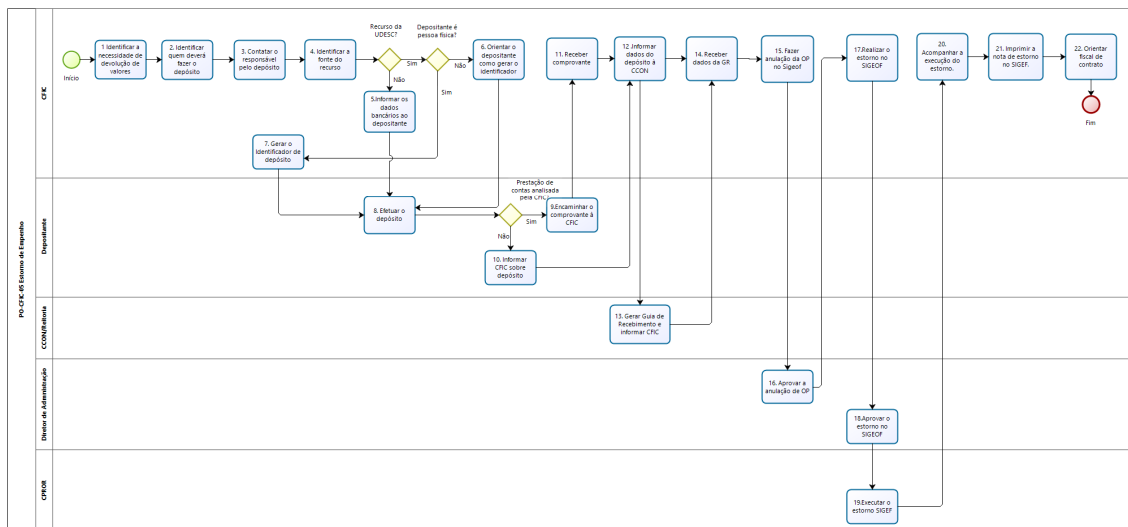 PO-CFIC-05 Estorno de Empenho
CFIC
Início
1 Identificar a
necessidade de
devolução de
valores
2. Identificar
quem deverá
fazer o
depósito
3. Contatar o
responsável
pelo depósito
4. Identificar a
fonte do
recurso
Recurso da
UDESC?
Sim
Não
Depositante é
pessoa física?
Não
Sim
5.Informar os
dados
bancários ao
depositante
6. Orientar o
depositante
como gerar o
identificador
7. Gerar o
Identificador de
depósito
11. Receber
comprovante
12 .Informar
dados do
depósito à
CCON
14. Receber
dados da GR
15. Fazer
anulação da OP
no Sigeof
17.Realizar o
estorno no
SIGEOF
20.
Acompanhar a
execução do
estorno.
21. Imprimir a
nota de estorno
no SIGEF.
22. Orientar
fiscal de
contrato
Fim
Depositante
8. Efetuar o
depósito
Prestação de
contas analisada
pela CFIC?
Sim
Não
9.Encaminhar o
comprovante à
CFIC
10. Informar
CFIC sobre
depósito
CCON/Reitoria
13. Gerar Guia de
Recebimento e
informar CFIC
Diretor de Administração
16. Aprovar a
anulação de OP
18.Aprovar o
estorno no
SIGEOF
CPROR
19.Executar o
estorno SIGEF